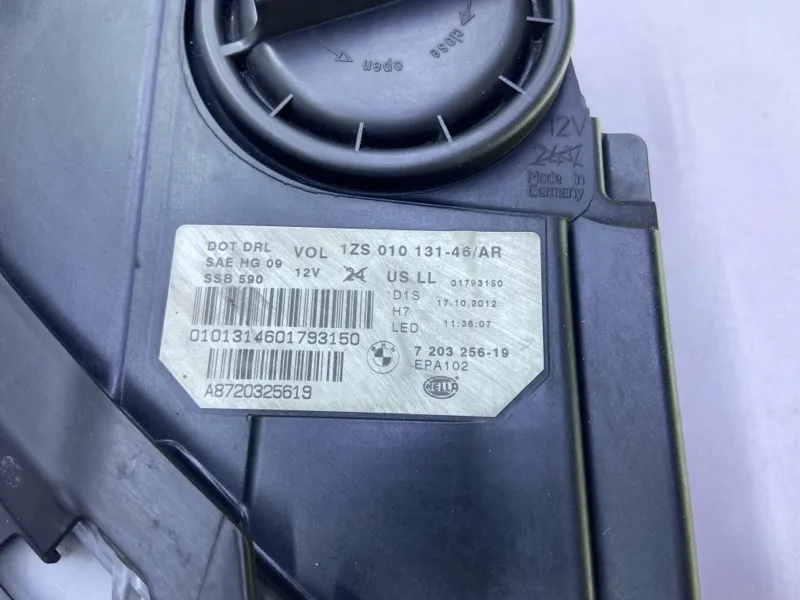 close
open
12V
24V
Made in
Germany
DOT DRL VOL 1ZS 010 131-46/AR
SAE HG 09 12V 24 US LL 01793150
SSB 590 D1S 17.10.2012
H7
LED 11:36:07
0101314601793150
BMW 7 203 256-19
EPA102
A8720325619 HELLA